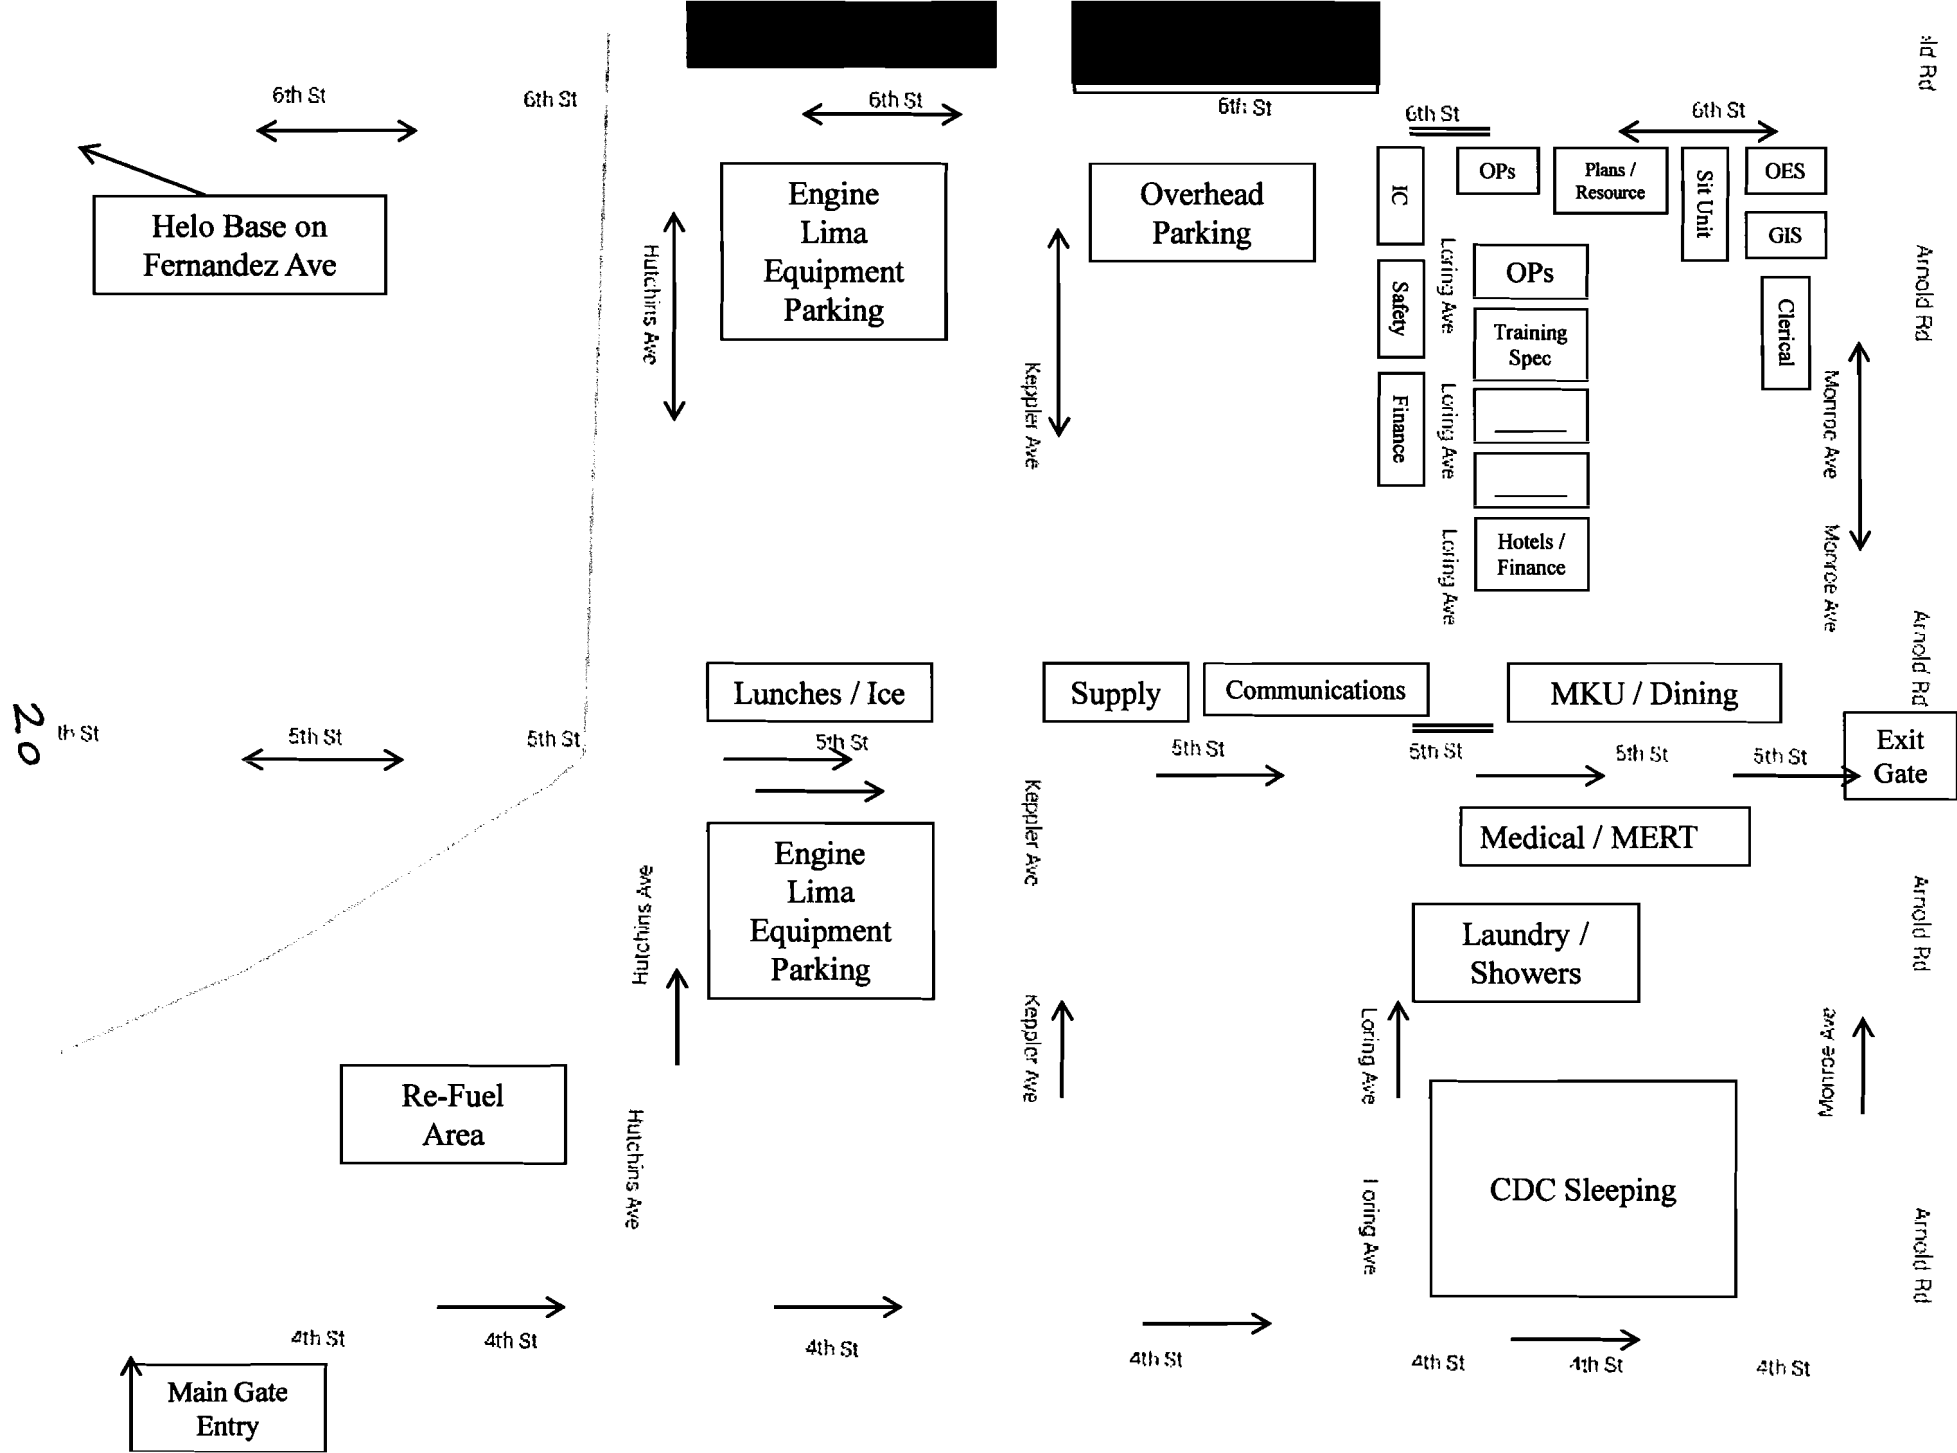 ld Rd
6th St
6th St
6th St
6th St
6th St
6th St
Helo Base on
Fernandez Ave
Engine
Lima
Equipment
Parking
Overhead
Parking
IC
OPs
Plans /
Resource
Sit Unit
OES
GIS
Clerical
Safety
Finance
OPs
Training
Spec
Hotels /
Finance
Hutchins Ave
Keppler Ave
Loring Ave
Loring Ave
Loring Ave
Monroe Ave
Monroe Ave
Arnold Rd
Arnold Rd
Lunches / Ice
Supply
Communications
MKU / Dining
Exit
Gate
20
th St
5th St
5th St
5th St
5th St
5th St
5th St
5th St
Engine
Lima
Equipment
Parking
Medical / MERT
Laundry /
Showers
Hutchins Ave
Keppler Ave
Keppler Ave
Loring Ave
Monroe Ave
Arnold Rd
Re-Fuel
Area
Hutchins Ave
CDC Sleeping
Loring Ave
Arnold Rd
4th St
4th St
4th St
4th St
4th St
4th St
4th St
Main Gate
Entry